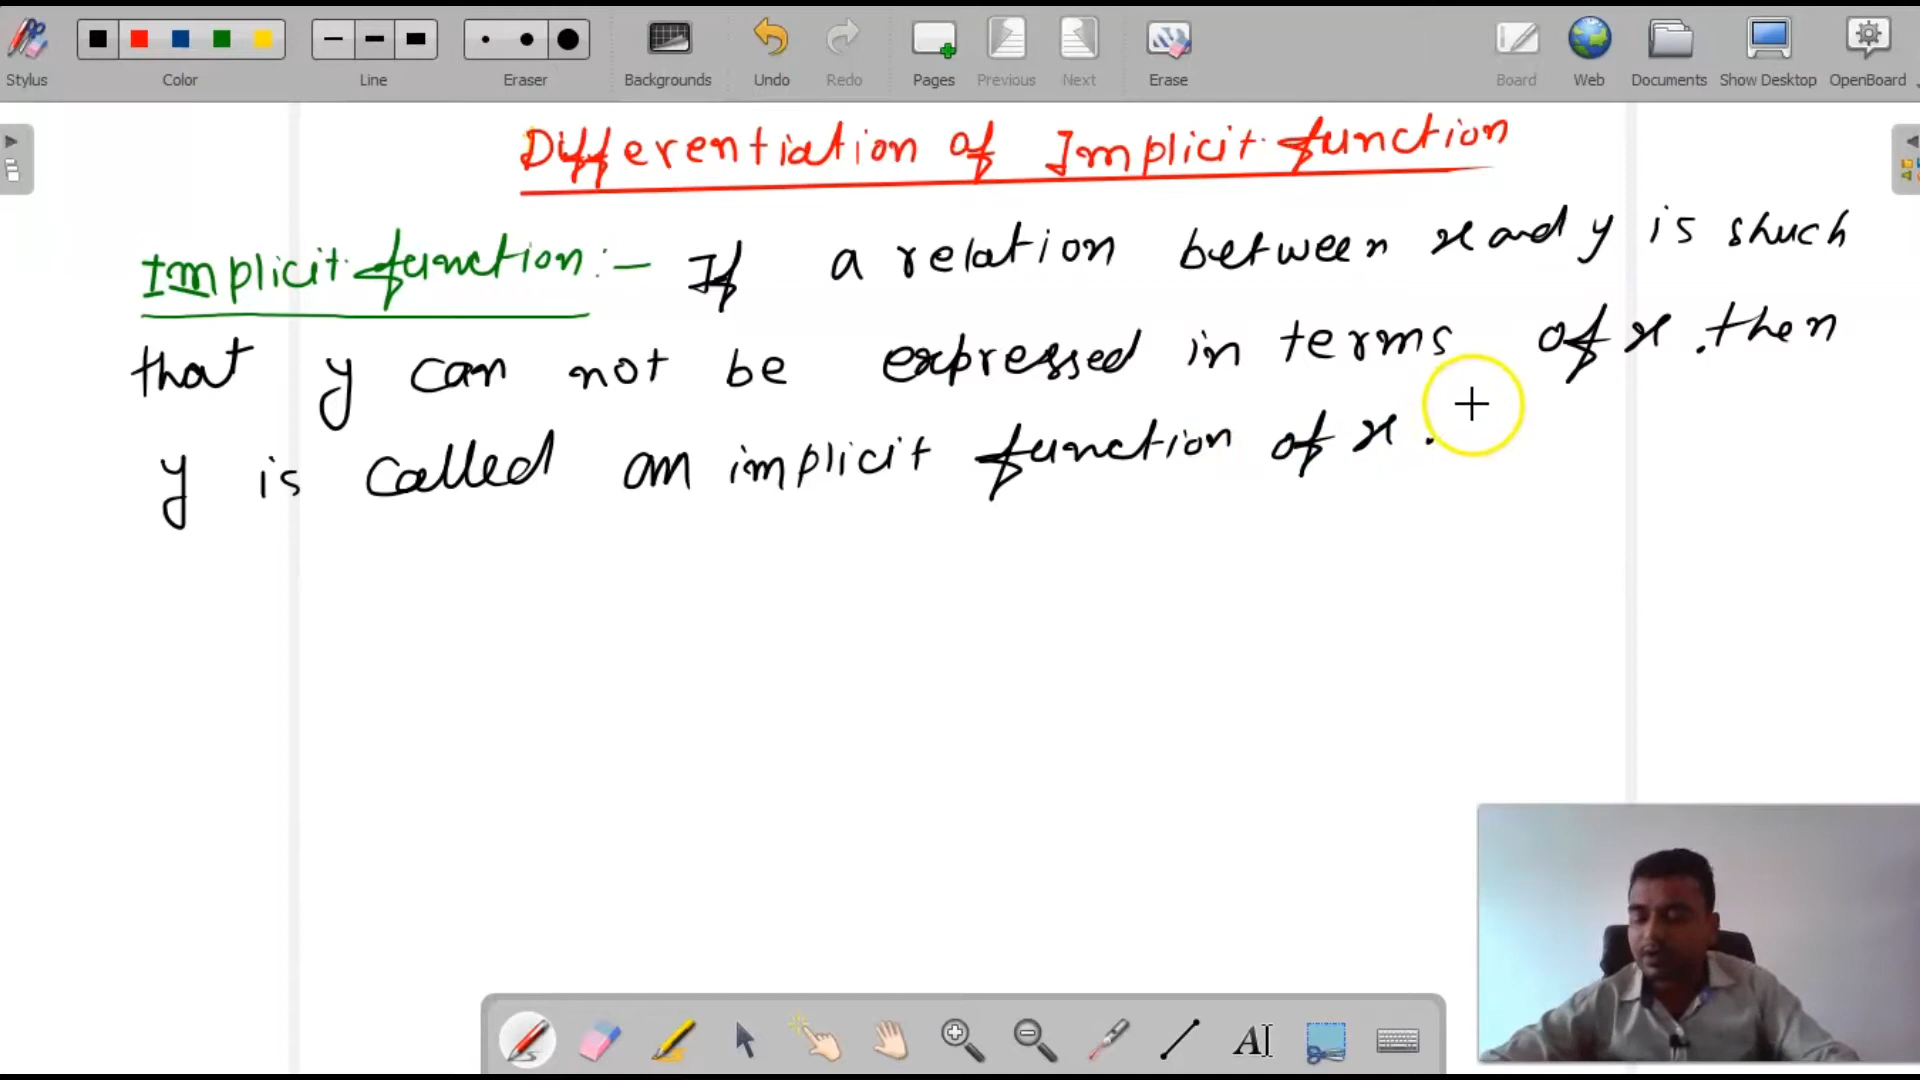 Stylus Color Line Eraser Backgrounds Undo Redo Pages Previous Next Erase Board Web Documents Show Desktop OpenBoard
Differentiation of Implicit function
Implicit function :- If a relation between x and y is shuch
that y can not be expressed in terms of x . then
y is called an implicit function of x .